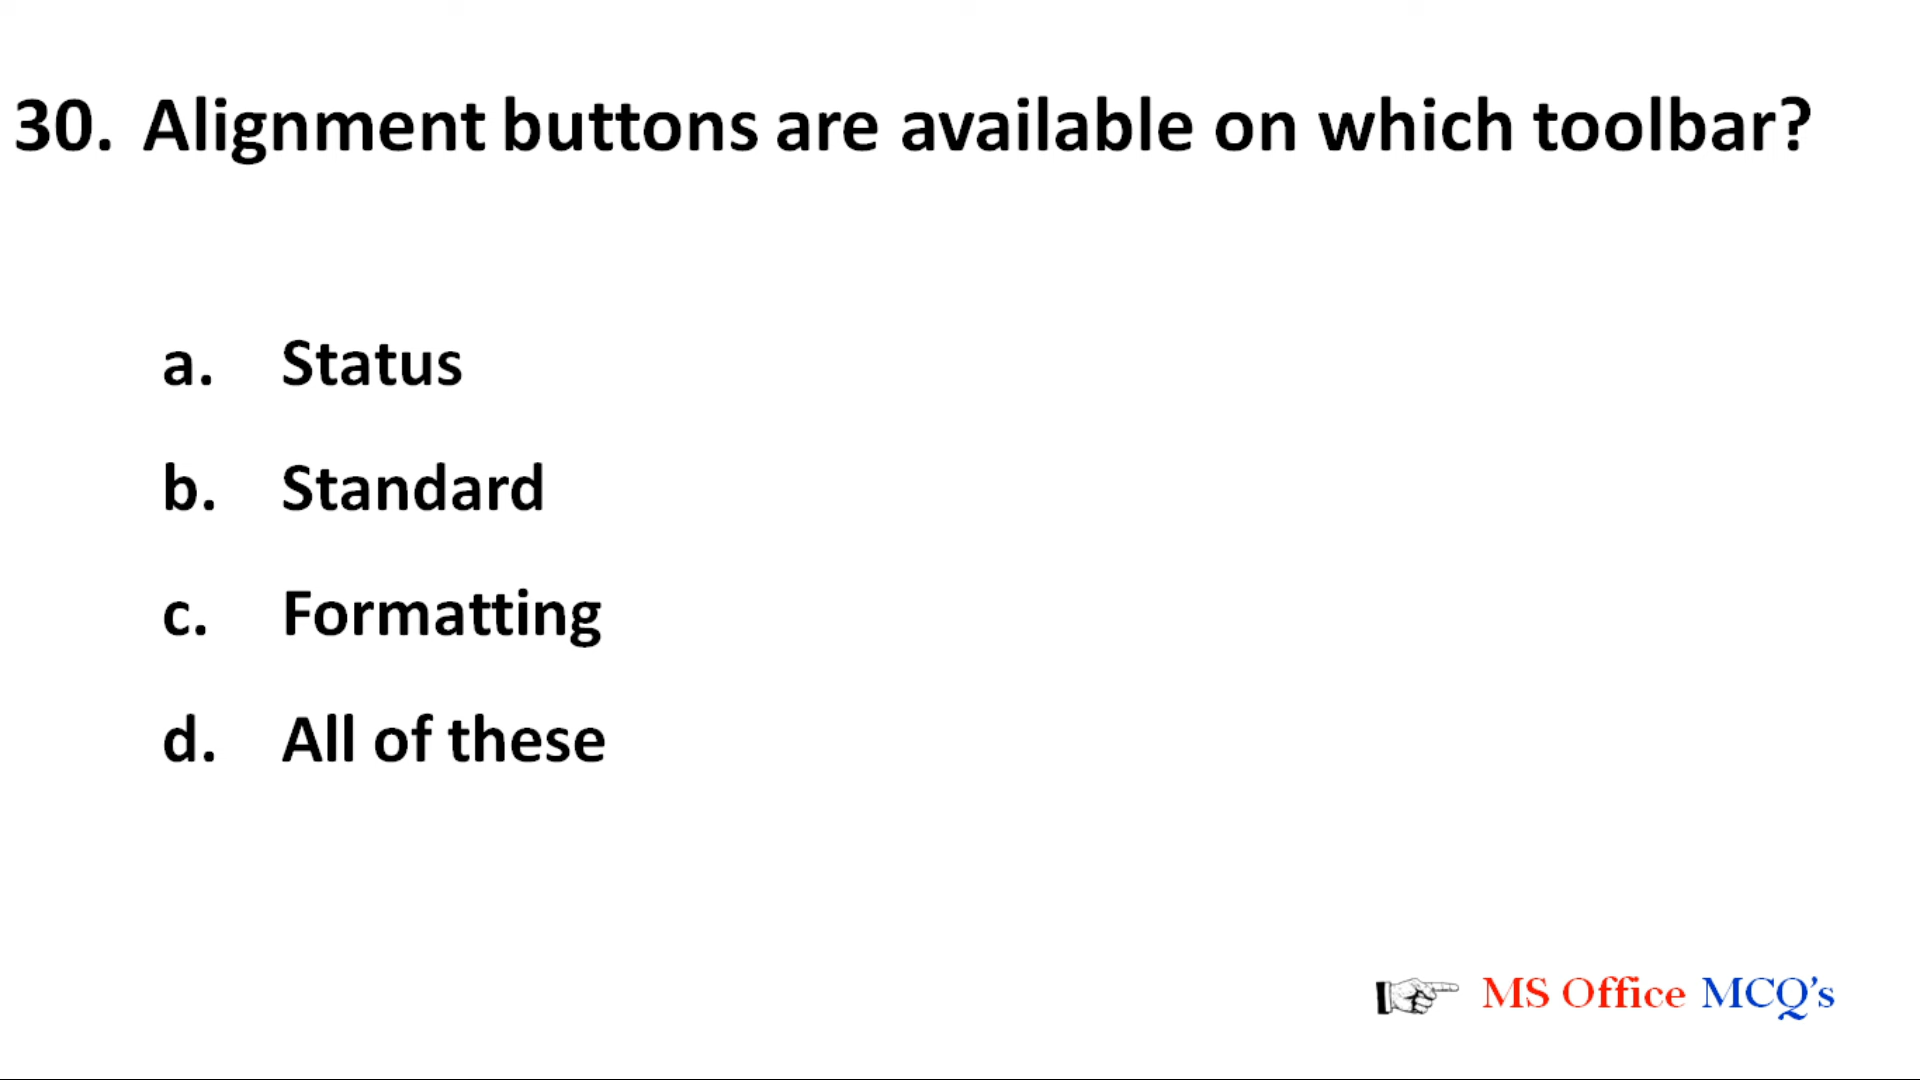 30. Alignment buttons are available on which toolbar?
a. Status
b. Standard
c. Formatting
d. All of these
MS Office MCQ's